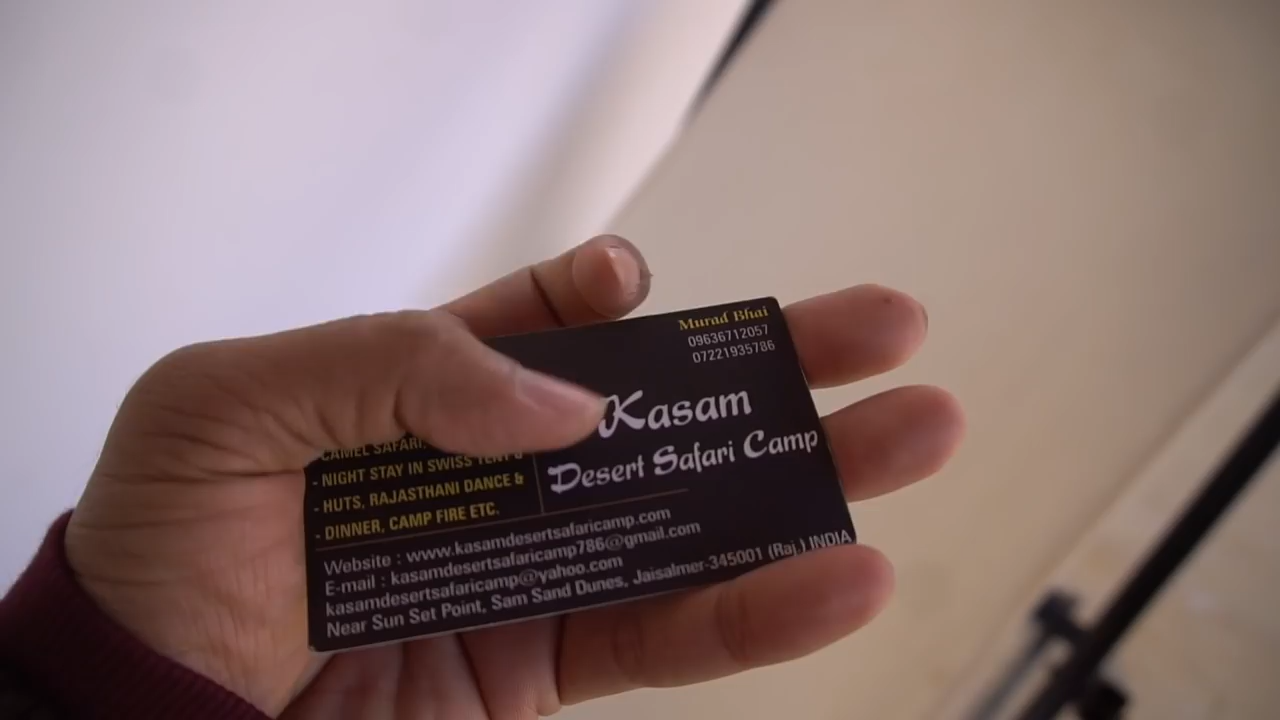 Murad Bhai
09636712057
07221935786
Kasam
Desert Safari Camp
CAMEL SAFARI,
- NIGHT STAY IN SWISS TENT &
- HUTS, RAJASTHANI DANCE &
- DINNER, CAMP FIRE ETC.
Website : www.kasamdesertsafaricamp.com
E-mail : kasamdesertsafaricamp786@gmail.com
kasamdesertsafaricamp@yahoo.com
Near Sun Set Point, Sam Sand Dunes, Jaisalmer-345001 (Raj.) INDIA